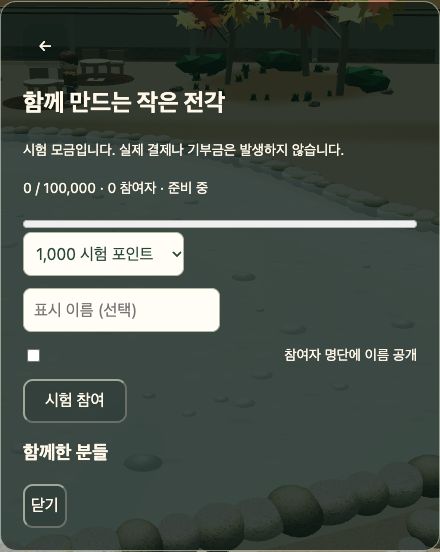 ←
함께 만드는 작은 전각
시험 모금입니다. 실제 결제나 기부금은 발생하지 않습니다.
0 / 100,000 · 0 참여자 · 준비 중
1,000 시험 포인트
표시 이름 (선택)
참여자 명단에 이름 공개
시험 참여
함께한 분들
닫기